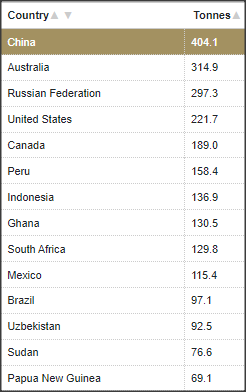 Country Tonnes
China 404.1
Australia 314.9
Russian Federation 297.3
United States 221.7
Canada 189.0
Peru 158.4
Indonesia 136.9
Ghana 130.5
South Africa 129.8
Mexico 115.4
Brazil 97.1
Uzbekistan 92.5
Sudan 76.6
Papua New Guinea 69.1